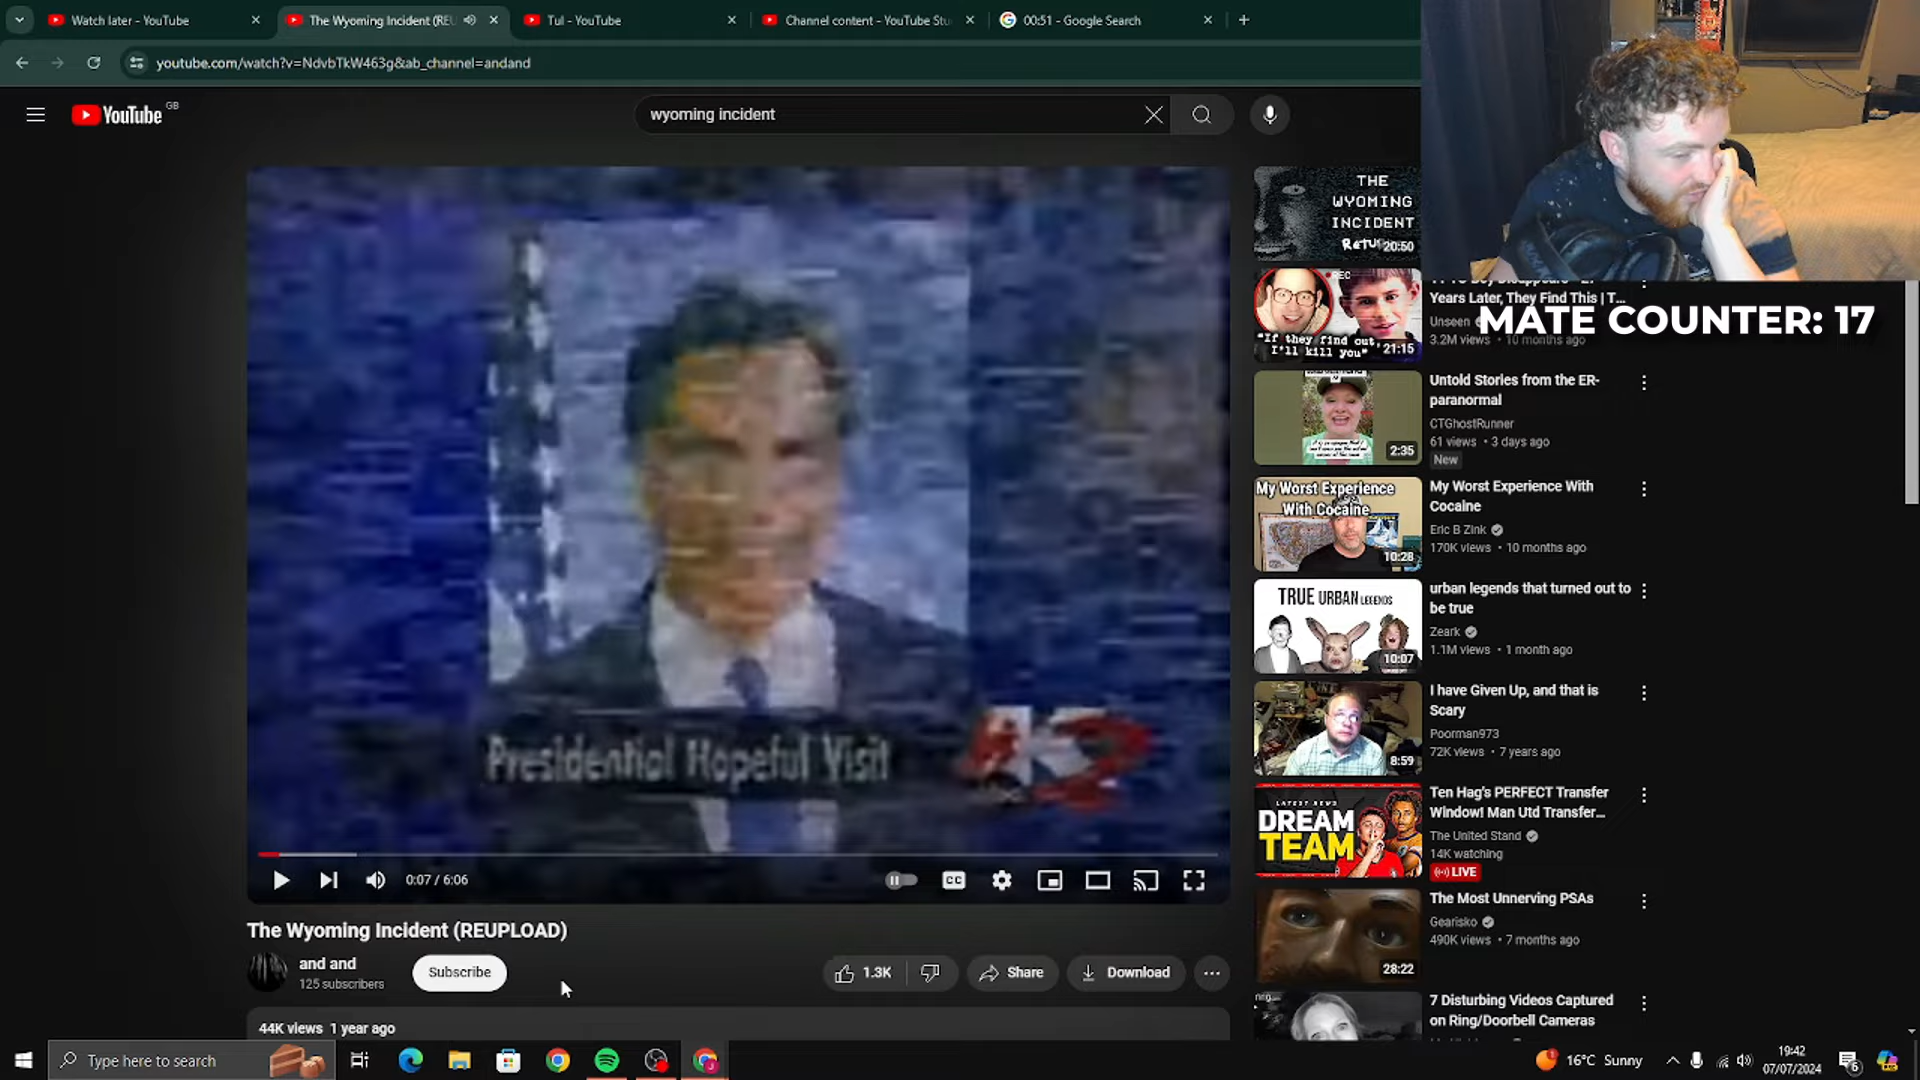 Watch later - YouTube
The Wyoming Incident (REU
Tul - YouTube
Channel content - YouTube Stu
00:51 - Google Search
youtube.com/watch?v=NdvbTkW463g&ab_channel=andand
YouTube GB
wyoming incident
Presidential Hopeful Visit
K2
0:07 / 6:06
CC
The Wyoming Incident (REUPLOAD)
and and
125 subscribers
Subscribe
1.3K
Share
Download
44K views 1 year ago
THE
WYOMING
INCIDENT
20:50
REC
"If they find out
I'll kill you"
21:15
Years Later, They Find This | T...
Unseen
3.2M views • 10 months ago
MATE COUNTER: 17
Untold Stories from the ER-
paranormal
CTGhostRunner
61 views • 3 days ago
New
2:35
My Worst Experience
With Cocaine
10:28
My Worst Experience With
Cocaine
Eric B Zink
170K views • 10 months ago
TRUE URBAN LEGENDS
10:07
urban legends that turned out to
be true
Zeark
1.1M views • 1 month ago
8:59
I have Given Up, and that is
Scary
Poorman973
72K views • 7 years ago
LATEST NEWS
DREAM
TEAM
Ten Hag's PERFECT Transfer
Window! Man Utd Transfer...
The United Stand
14K watching
LIVE
28:22
The Most Unnerving PSAs
Gearisko
490K views • 7 months ago
7 Disturbing Videos Captured
on Ring/Doorbell Cameras
Type here to search
16°C Sunny
19:42
07/07/2024
6